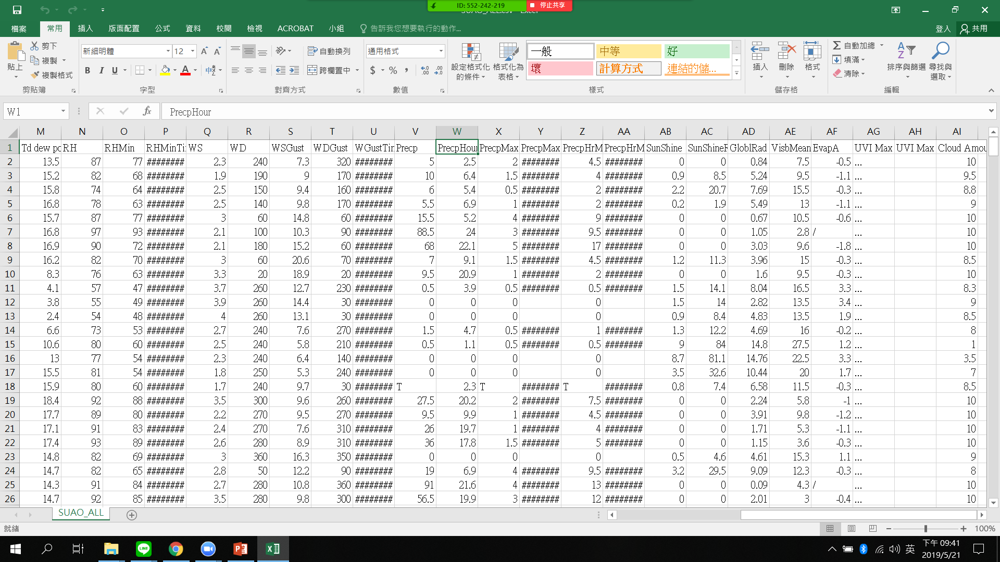 ID: 552-242-219 停止共享
SUAO_ALL.csv - Excel
檔案 常用 插入 版面配置 公式 資料 校閱 檢視 ACROBAT 小組 告訴我您想要執行的動作... 登入 共用
貼上 剪下 複製 複製格式 剪貼簿
新細明體 12 B I U A 中 字型
自動換列 跨欄置中 對齊方式
通用格式 $ % , 數值
設定格式化的條件 格式化為表格 一般 中等 好 壞 計算方式 連結的儲... 樣式
插入 刪除 格式 儲存格
Σ 自動加總 填滿 清除 排序與篩選 尋找與選取 編輯
W1 fx PrecpHour
M N O P Q R S T U V W X Y Z AA AB AC AD AE AF AG AH AI
1 Td dew po RH RHMin RHMinTi WS WD WSGust WDGust WGustTin Precp PrecpHour PrecpMax PrecpMax PrecpHrM PrecpHrM SunShine SunShineR GloblRad VisbMean EvapA UVI Max UVI Max Cloud Amou
2 13.5 87 77 ######## 2.3 240 7.3 320 ######## 5 2.5 2 ######## 4.5 ######## 0 0 0.84 7.5 -0.5 ... 10
3 15.2 82 68 ######## 1.9 190 9 170 ######## 10 6.4 1.5 ######## 4 ######## 0.9 8.5 5.24 9.5 -1.1 ... 9.5
4 15.8 74 64 ######## 2.5 150 9.4 160 ######## 6 5.4 0.5 ######## 2 ######## 2.2 20.7 7.69 15.5 -0.3 ... 8.8
5 16.8 78 63 ######## 2.5 140 9.8 170 ######## 5.5 6.9 1 ######## 2 ######## 0.2 1.9 5.49 13 -1.1 ... 9
6 15.7 87 77 ######## 3 60 14.8 60 ######## 15.5 5.2 4 ######## 9 ######## 0 0 0.67 10.5 -0.6 ... 10
7 16.8 97 93 ######## 2.1 100 10.3 90 ######## 88.5 24 3 ######## 9.5 ######## 0 0 1.05 2.8 / ... 10
8 16.9 90 72 ######## 2.1 180 15.2 60 ######## 68 22.1 5 ######## 17 ######## 0 0 3.03 9.6 -1.8 ... 10
9 16.2 82 70 ######## 3 60 20.6 70 ######## 7 9.1 1.5 ######## 4.5 ######## 1.2 11.3 3.96 15 -0.3 ... 8.5
10 8.3 76 63 ######## 3.3 20 18.9 20 ######## 9.5 20.9 1 ######## 2 ######## 0 0 1.6 9.5 -0.3 ... 10
11 4.1 57 47 ######## 3.7 260 12.7 230 ######## 0.5 3.9 0.5 ######## 0.5 ######## 1.5 14.1 8.04 16.5 3.3 ... 8.3
12 3.8 55 49 ######## 3.9 260 14.4 30 ######## 0 0 0 0 1.5 14 2.82 13.5 3.4 ... 9
13 2.4 54 48 ######## 4 260 13.1 30 ######## 0 0 0 0 0.9 8.4 4.83 13.5 1.9 ... 8.5
14 6.6 73 53 ######## 2.7 240 7.6 270 ######## 1.5 4.7 0.5 ######## 1 ######## 1.3 12.2 4.69 16 -0.2 ... 8
15 10.6 80 60 ######## 2.5 240 5.8 210 ######## 0.5 1.1 0.5 ######## 0.5 ######## 9 84 14.8 27.5 1.2 ... 1
16 13 77 54 ######## 2.3 240 6.4 140 ######## 0 0 0 0 8.7 81.1 14.76 22.5 3.3 ... 3.5
17 15.5 81 54 ######## 1.8 250 5.3 240 ######## 0 0 0 0 3.5 32.6 10.44 20 1.7 ... 7
18 15.9 80 60 ######## 1.7 240 9.7 30 ######## T 2.3 T ######## T ######## 0.8 7.4 6.58 11.5 -0.3 ... 8.5
19 18.4 92 88 ######## 3.5 300 9.6 260 ######## 27.5 20.2 2 ######## 7.5 ######## 0 0 2.24 5.8 -1 ... 10
20 17.7 89 80 ######## 2.2 270 9.5 270 ######## 9.5 9.9 1 ######## 4.5 ######## 0 0 3.91 9.8 -1.2 ... 10
21 17.1 91 83 ######## 2.4 270 7.6 310 ######## 26 19.7 1 ######## 4 ######## 0 0 1.71 5.3 -1.1 ... 10
22 17.4 93 89 ######## 2.6 280 8.9 310 ######## 36 17.8 1.5 ######## 5 ######## 0 0 1.15 3.6 -0.3 ... 10
23 14.8 82 69 ######## 3 360 16.3 350 ######## 0 0 0 0 0.5 4.6 4.61 15.3 1.1 ... 9
24 14.7 82 65 ######## 2.8 50 12.2 90 ######## 19 6.9 4 ######## 9.5 ######## 3.2 29.5 9.09 12.3 -0.3 ... 8
25 14.3 91 84 ######## 2.7 280 10.8 360 ######## 91 21.6 4 ######## 13 ######## 0 0 0.09 4.3 / ... 10
26 14.7 92 85 ######## 3.5 280 9.8 300 ######## 56.5 19.9 3 ######## 12 ######## 0 0 2.01 3 -0.4 ... 10
SUAO_ALL
就緒 100%
LINE 英 下午 09:41
2019/5/21